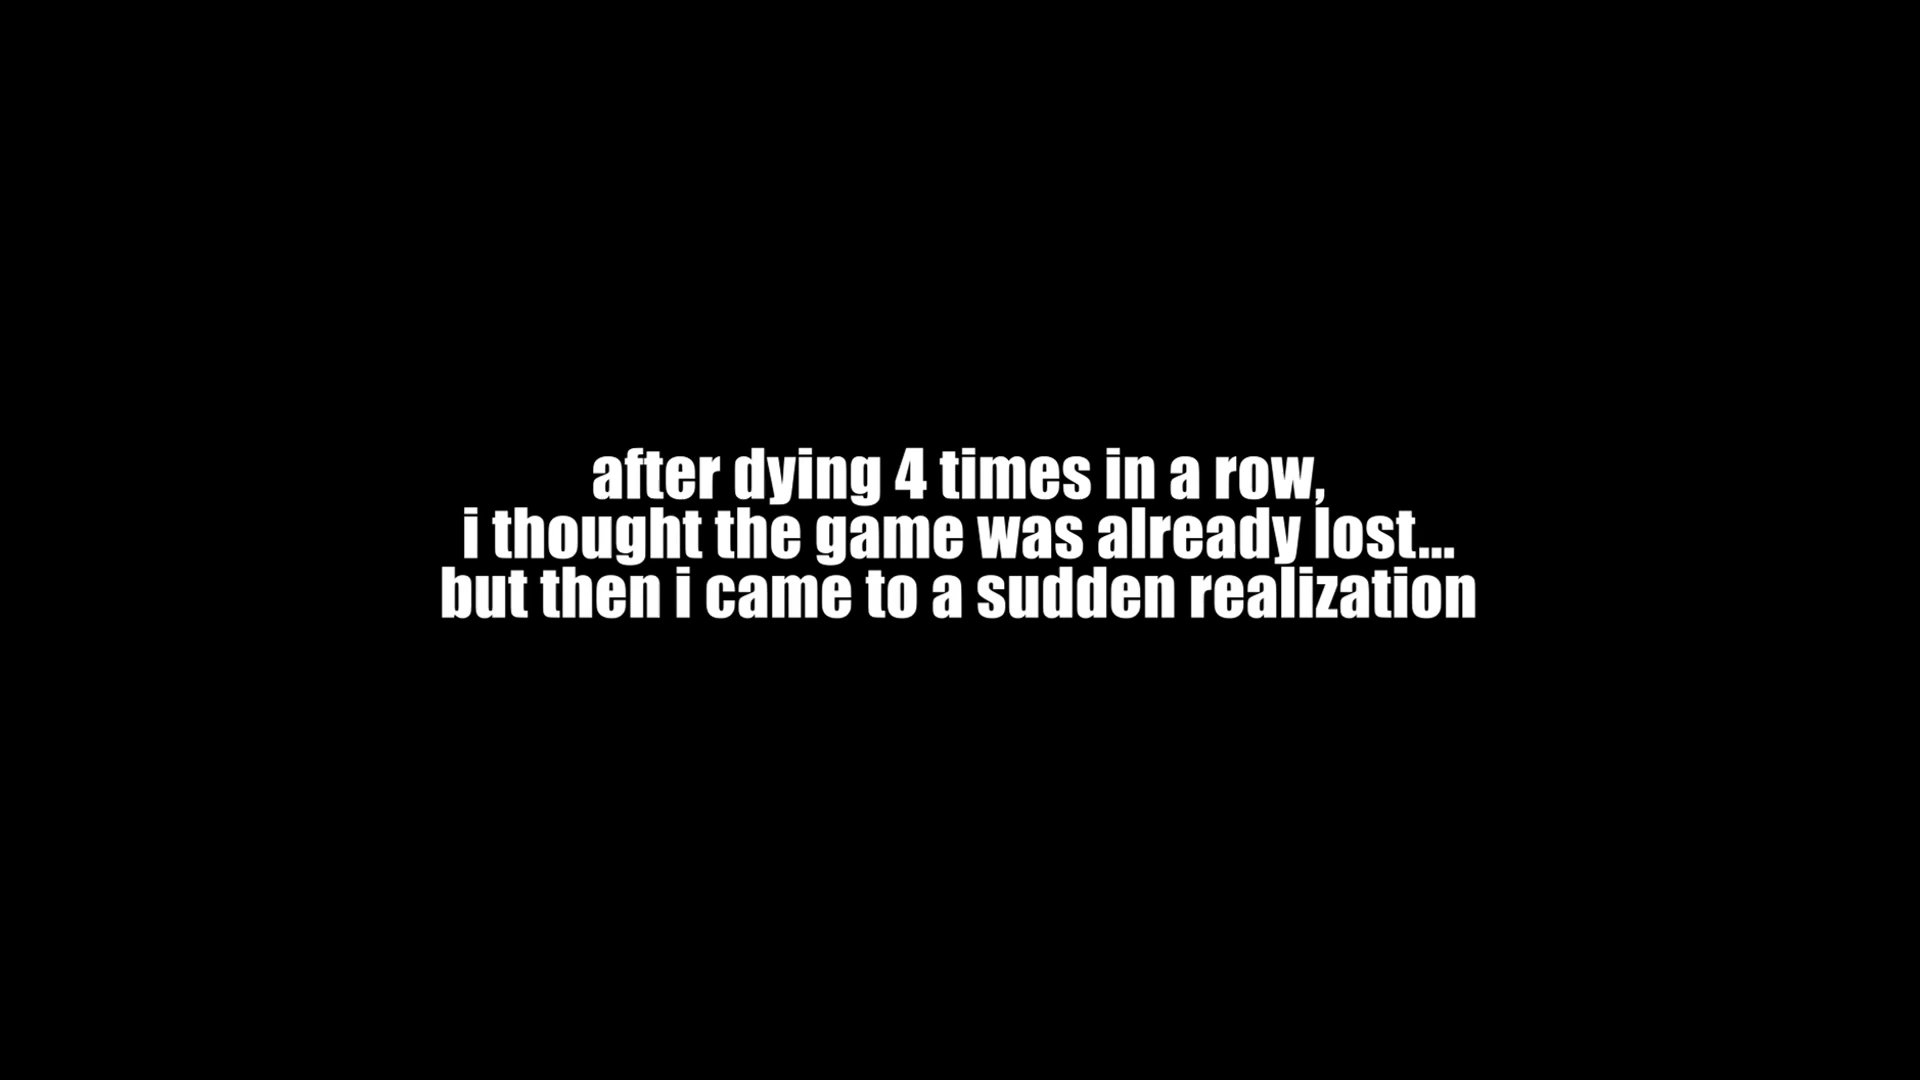 after dying 4 times in a row,
i thought the game was already lost...
but then i came to a sudden realization